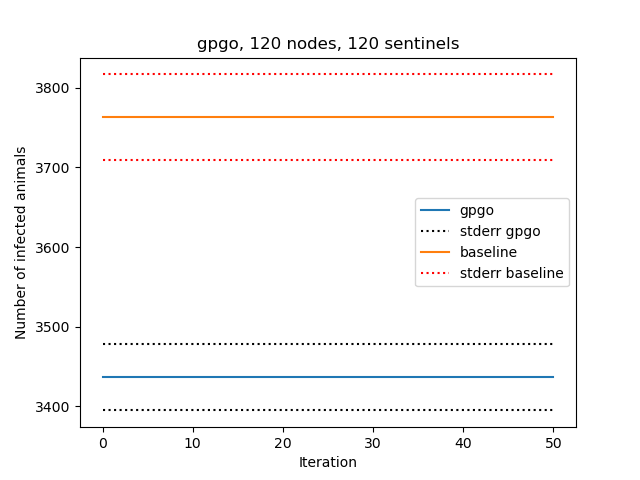 gpgo, 120 nodes, 120 sentinels
3800
3700
3600
3500
3400
Number of infected animals
gpgo
stderr gpgo
baseline
stderr baseline
0 10 20 30 40 50
Iteration